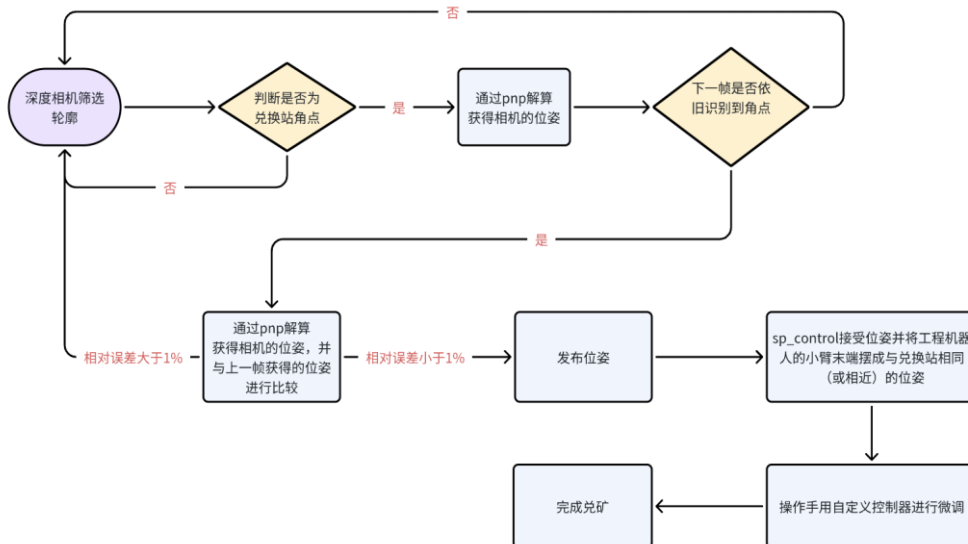 否
深度相机筛选
轮廓
判断是否为
兑换站角点
是
通过pnp解算
获得相机的位姿
下一帧是否依
旧识别到角点
否
是
相对误差大于1%
通过pnp解算
获得相机的位姿，并
与上一帧获得的位姿
进行比较
相对误差小于1%
发布位姿
sp_control接受位姿并将工程机器
人的小臂末端摆成与兑换站相同
（或相近）的位姿
完成兑矿
操作手用自定义控制器进行微调